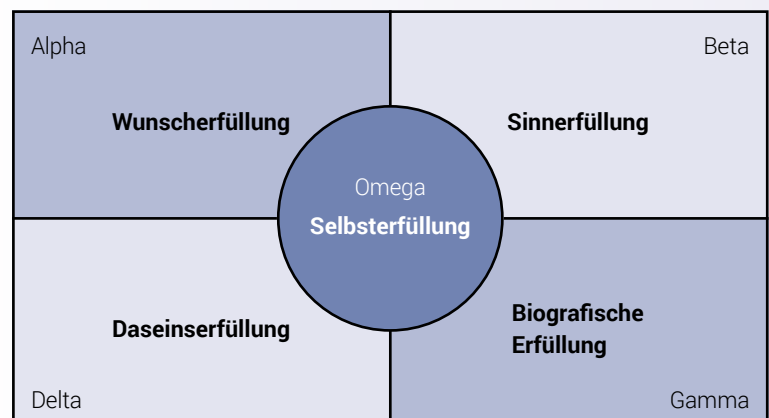 Alpha
Beta
Wunscherfüllung
Sinnerfüllung
Omega
Selbsterfüllung
Daseinserfüllung
Biografische
Erfüllung
Delta
Gamma